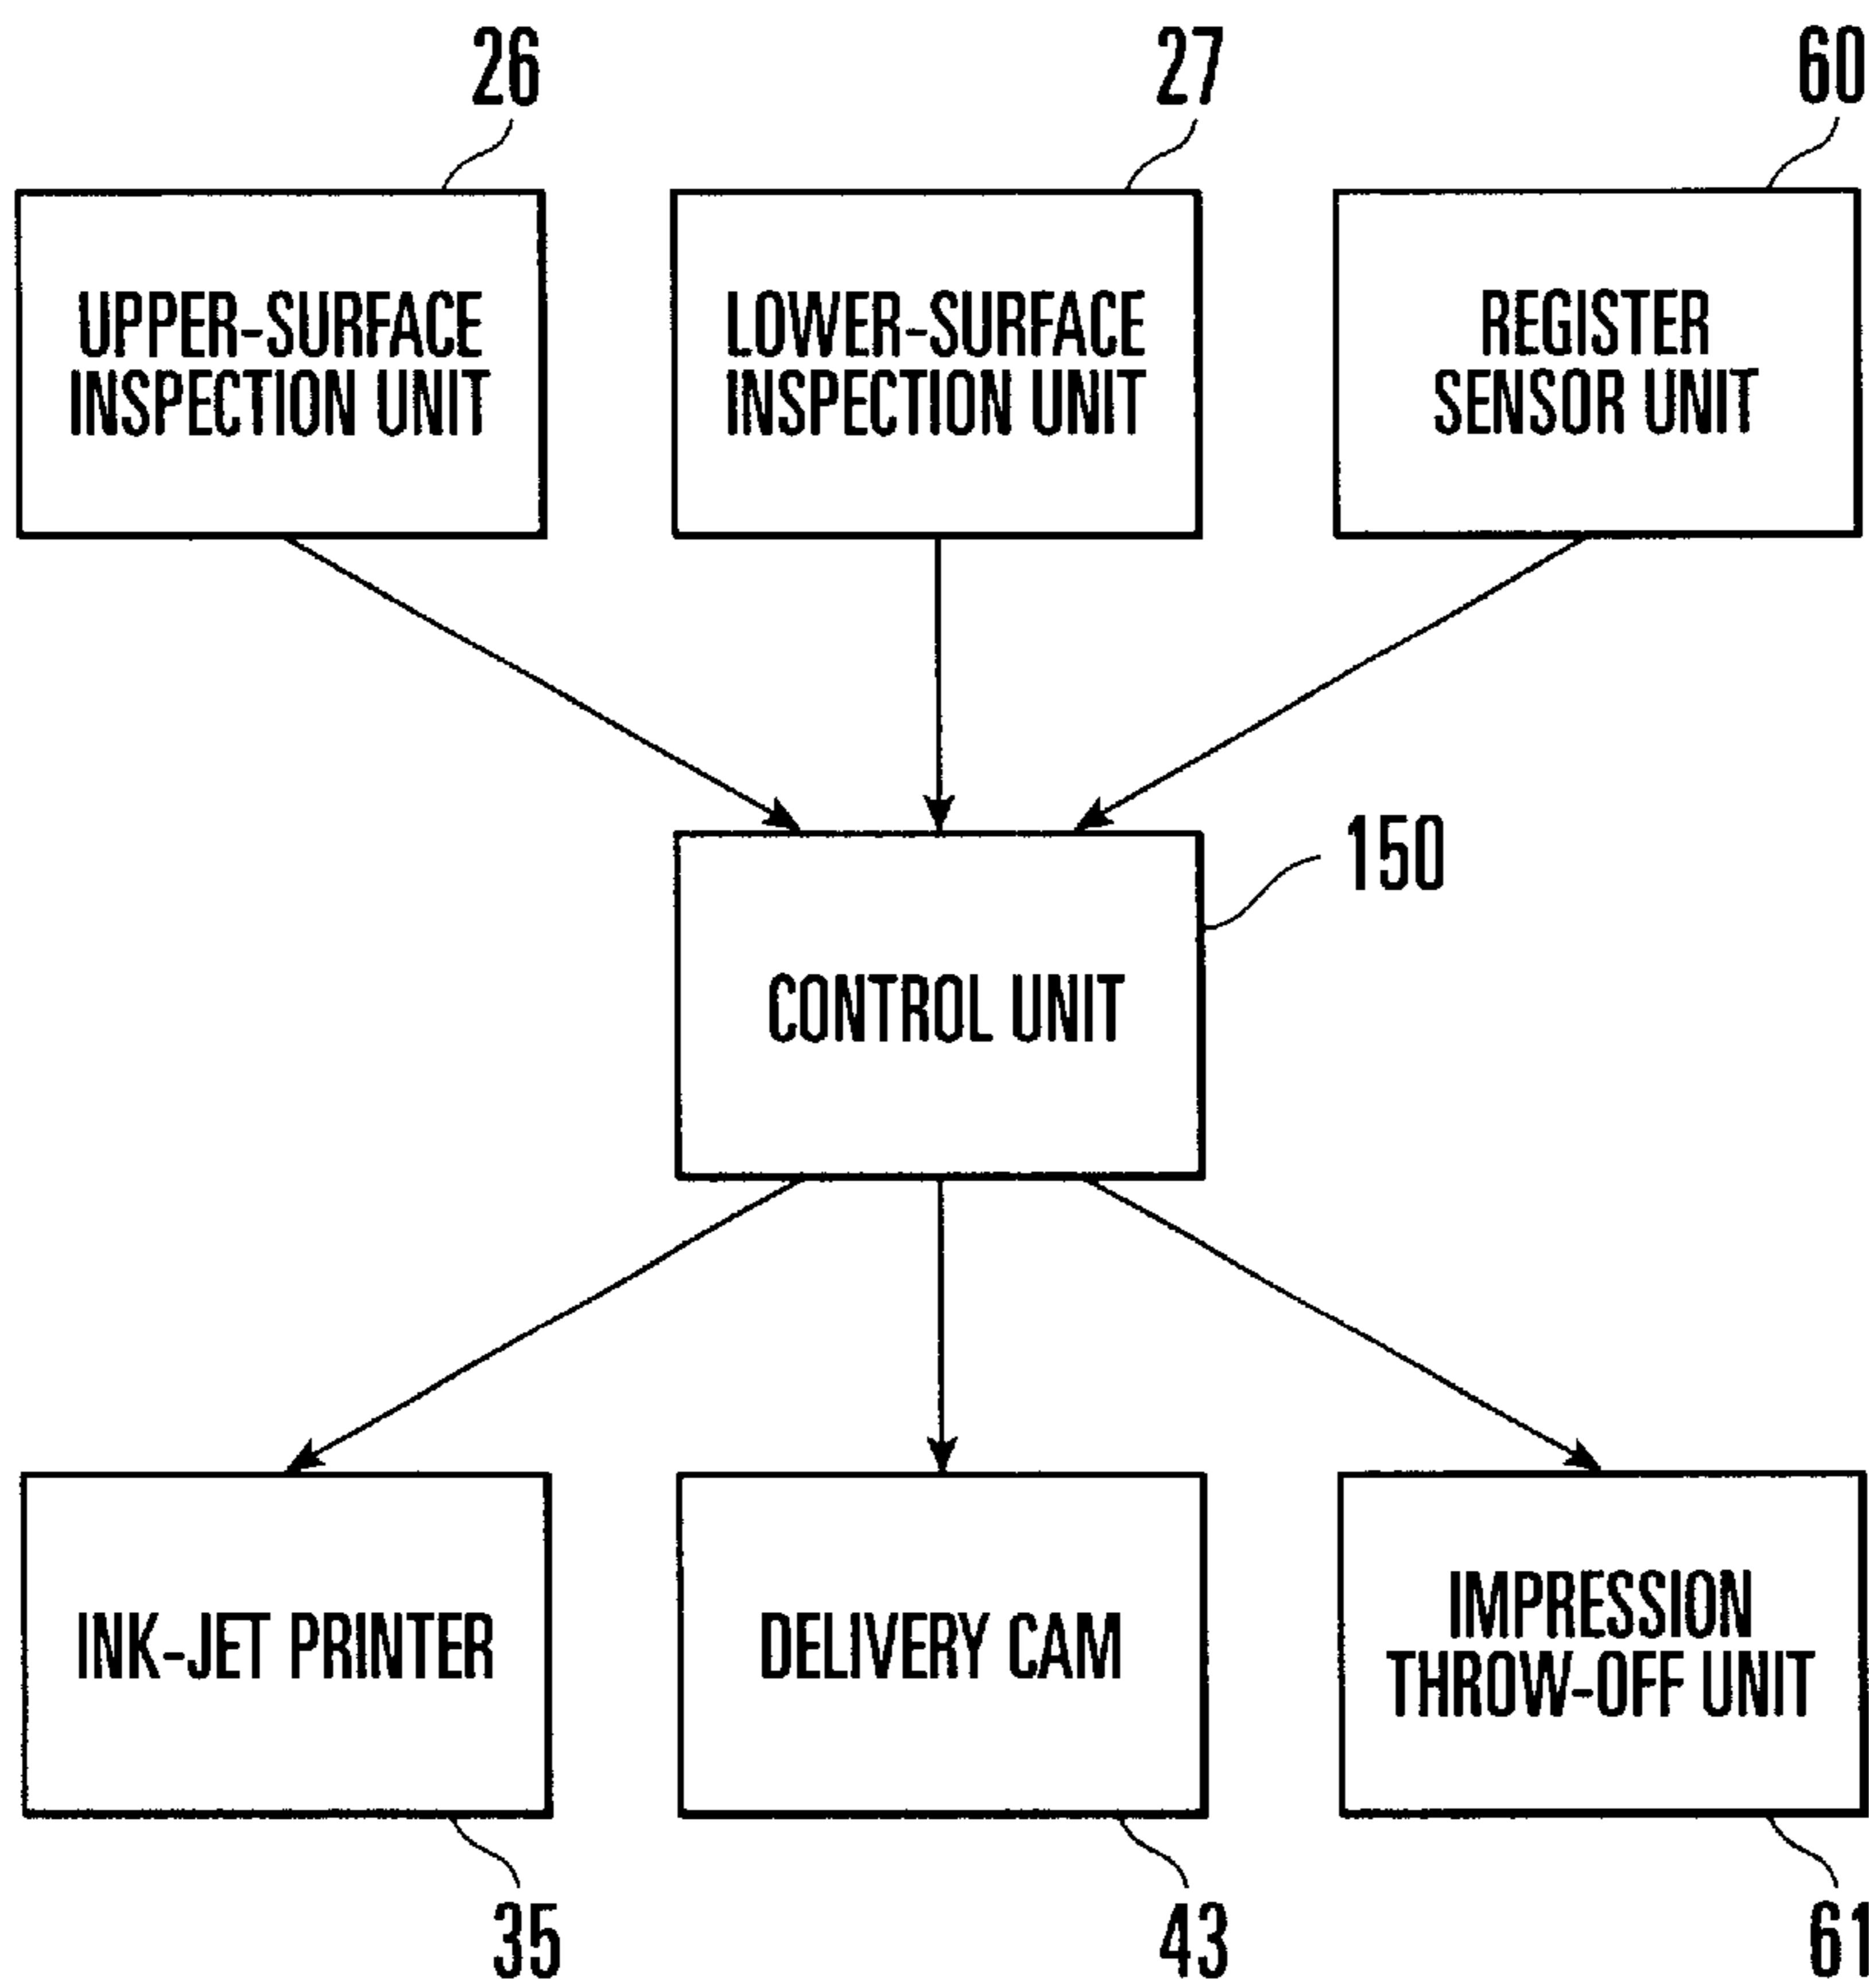 26
27
60
UPPER-SURFACE
INSPECTION UNIT
LOWER-SURFACE
INSPECTION UNIT
REGISTER
SENSOR UNIT
150
CONTROL UNIT
INK-JET PRINTER
DELIVERY CAM
IMPRESSION
THROW-OFF UNIT
35
43
61